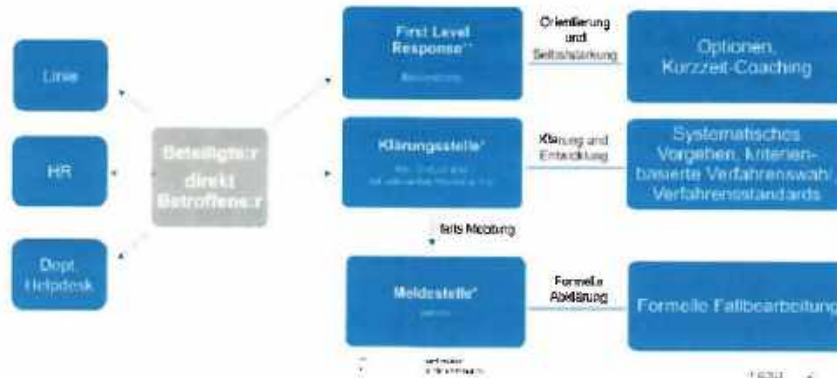 Linie
HR
Dept.
Helpdesk
Beteiligte:r
direkt
Betroffene:r
First Level
Response**
Orientierung
und
Selbststärkung
Optionen,
Kurzzeit-Coaching
Klärungsstelle*
Klärung und
Entwicklung
Systematisches
Vorgehen, kriterien-
basierte Verfahrenswahl,
Verfahrensstandards
falls Meldung
Meldestelle*
Formelle
Abklärung
Formelle Fallbearbeitung